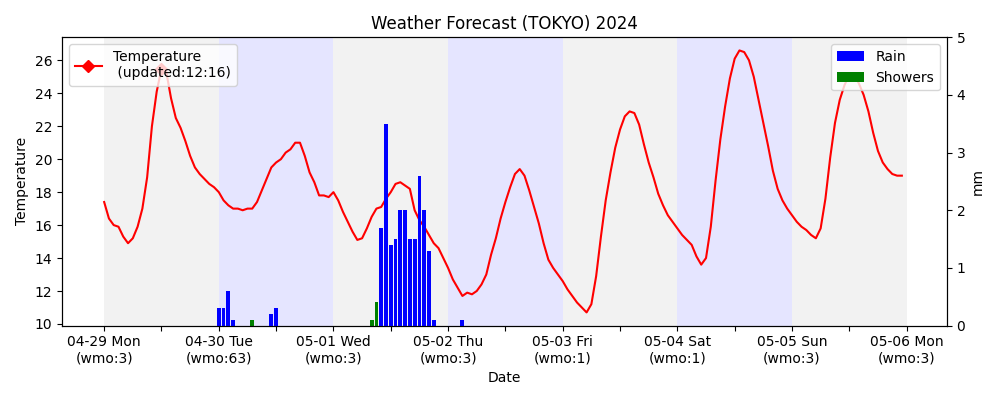 Weather Forecast (TOKYO) 2024
Temperature
(updated:12:16)
Rain
Showers
Temperature
26
24
22
20
18
16
14
12
10
5
4
3
2
1
0
mm
04-29 Mon
(wmo:3)
04-30 Tue
(wmo:63)
05-01 Wed
(wmo:3)
05-02 Thu
(wmo:3)
05-03 Fri
(wmo:1)
05-04 Sat
(wmo:1)
05-05 Sun
(wmo:3)
05-06 Mon
(wmo:3)
Date